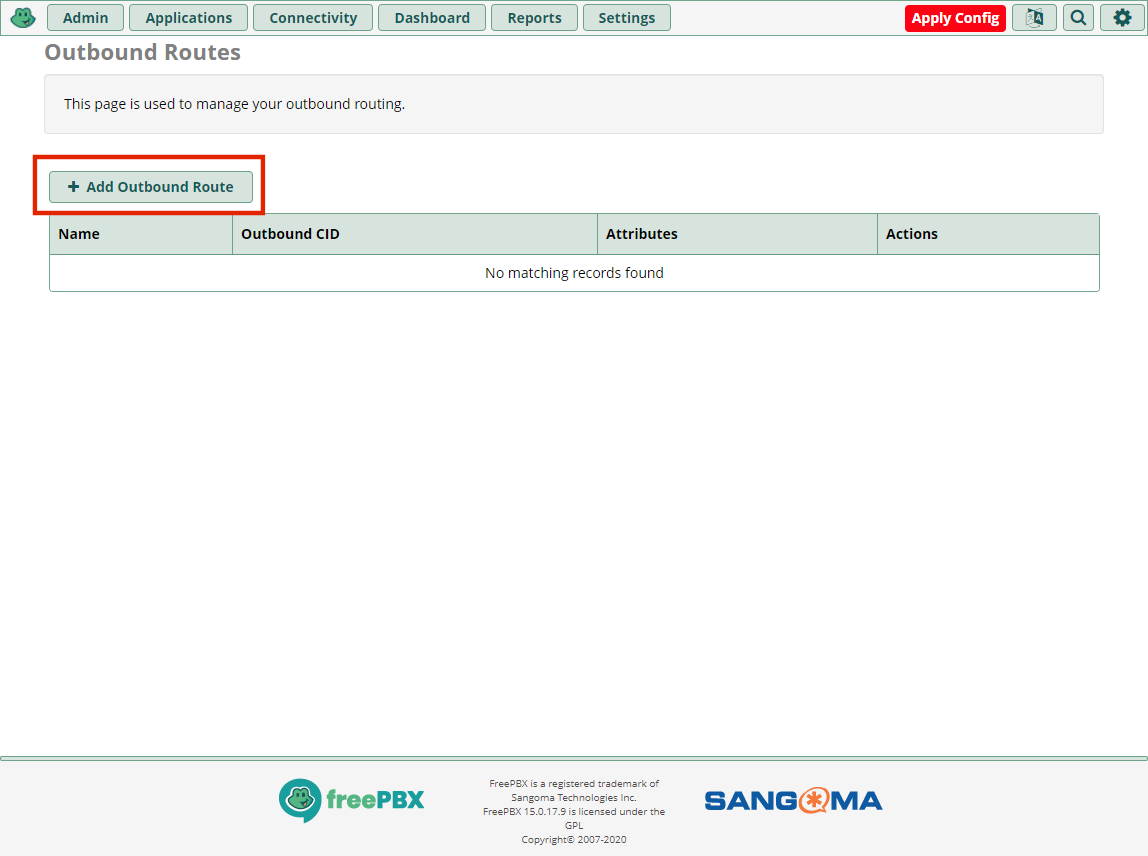 Admin Applications Connectivity Dashboard Reports Settings Apply Config
Outbound Routes
This page is used to manage your outbound routing.
+ Add Outbound Route
Name Outbound CID Attributes Actions
No matching records found
freePBX
FreePBX is a registered trademark of
Sangoma Technologies Inc.
FreePBX 15.0.17.9 is licensed under the
GPL
Copyright© 2007-2020
SANGOMA